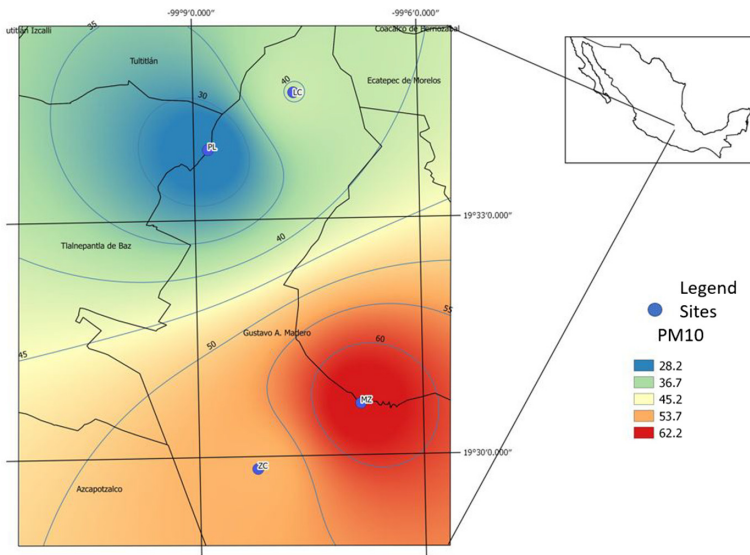 -99°9'0.000"
-99°6'0.000"
utitlán Izcalli
35
Coacalco de Berriozábal
Tultitlán
40
Ecatepec de Morelos
30
LC
PL
19°33'0.000"
40
Tlalnepantla de Baz
55
Gustavo A. Madero
50
60
45
MZ
19°30'0.000"
ZC
Azcapotzalco
Legend
Sites
PM10
28.2
36.7
45.2
53.7
62.2